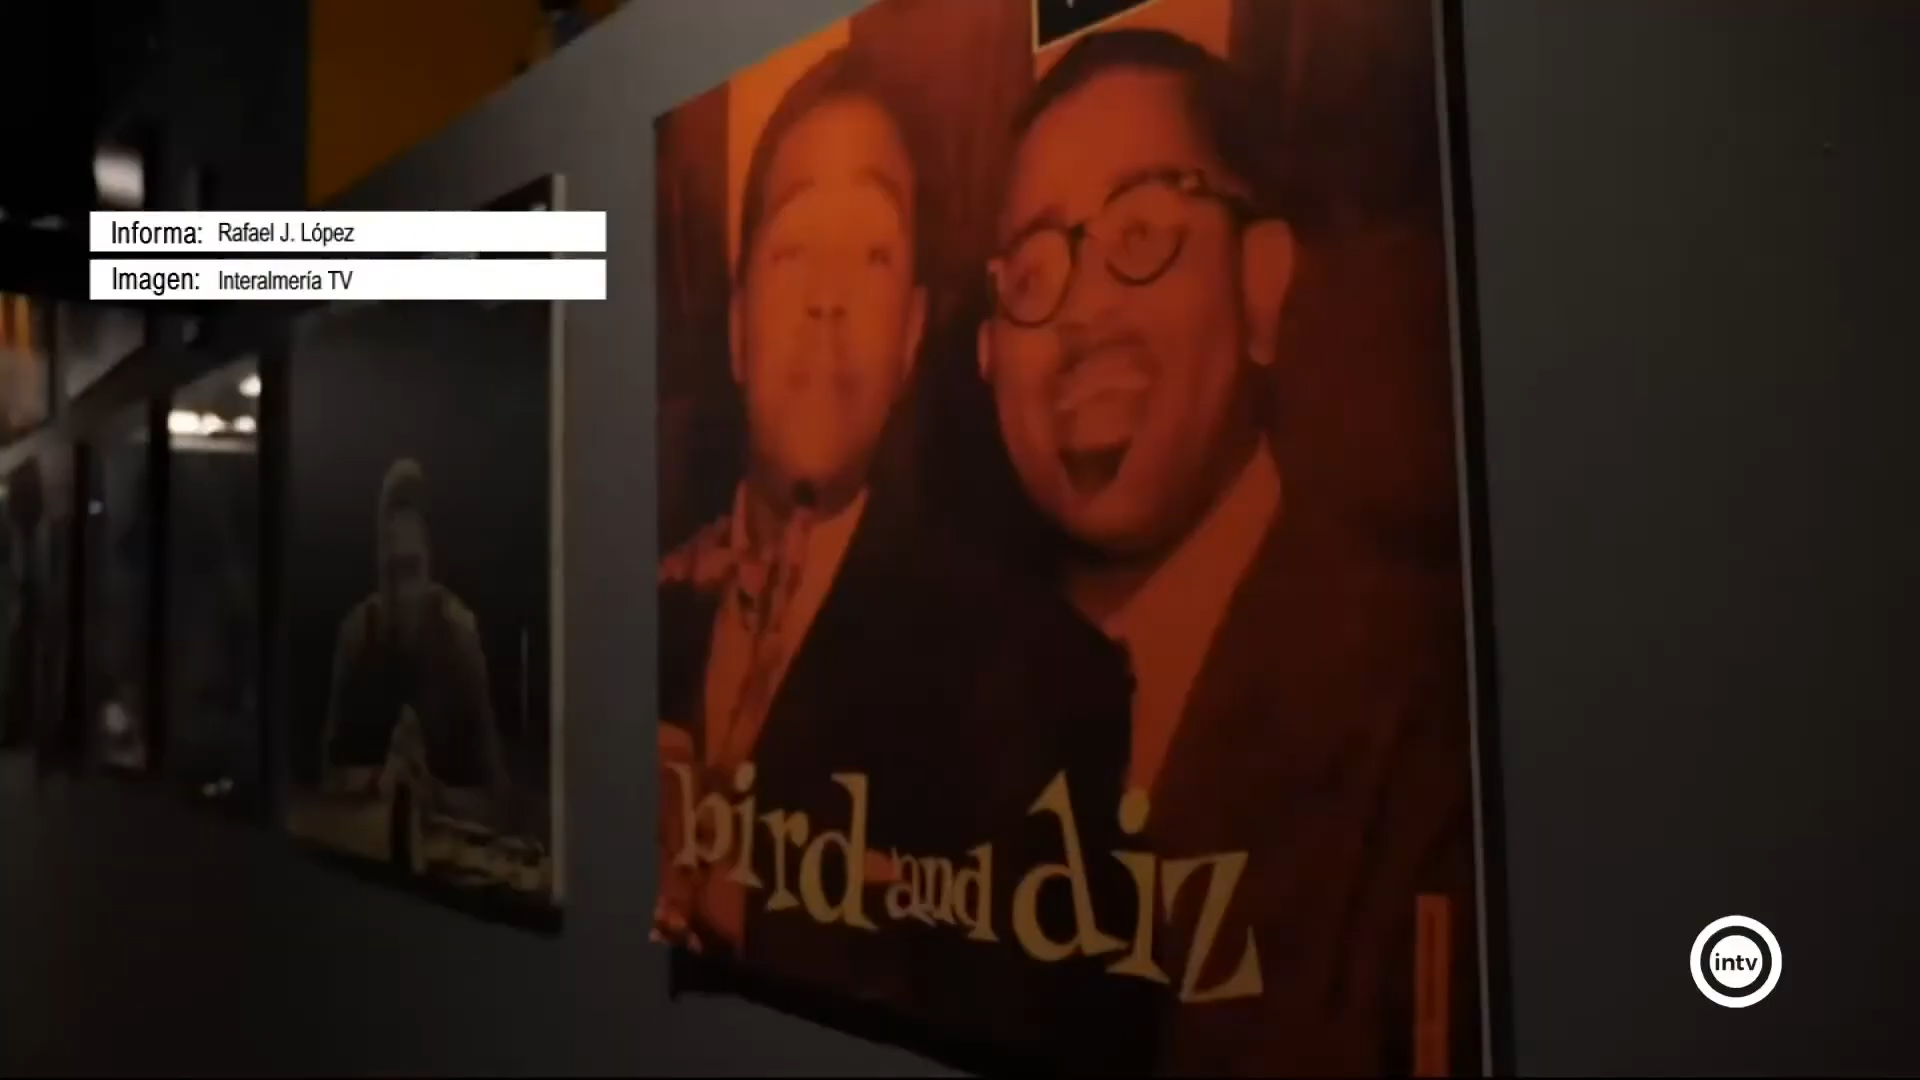 Informa: Rafael J. López
Imagen: Interalmería TV
bird and diz
intv